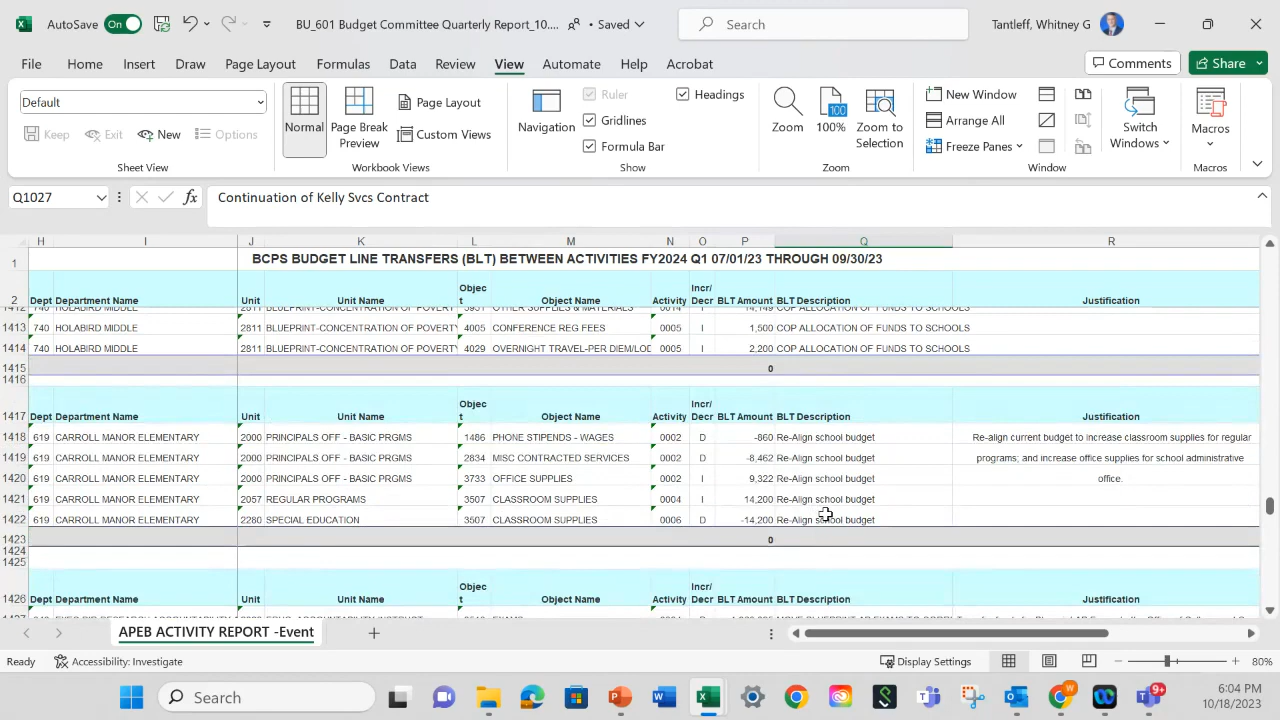 AutoSave On BU_601 Budget Committee Quarterly Report_10.... • Saved Search Tantleff, Whitney G
File Home Insert Draw Page Layout Formulas Data Review View Automate Help Acrobat Comments Share
Default
Keep Exit New Options
Sheet View
Normal Page Break Preview Page Layout Custom Views
Workbook Views
Navigation Ruler Gridlines Formula Bar Headings
Show
Zoom 100% Zoom to Selection
Zoom
New Window Arrange All Freeze Panes Switch Windows
Window
Macros
Macros
Q1027 fx Continuation of Kelly Svcs Contract
H I J K L M N O P Q R
1 BCPS BUDGET LINE TRANSFERS (BLT) BETWEEN ACTIVITIES FY2024 Q1 07/01/23 THROUGH 09/30/23
2 Dept Department Name Unit Unit Name Object Object Name Activity Incr/ Decr BLT Amount BLT Description Justification
1413 740 HOLABIRD MIDDLE 2811 BLUEPRINT-CONCENTRATION OF POVERTY 4005 CONFERENCE REG FEES 0005 I 1,500 COP ALLOCATION OF FUNDS TO SCHOOLS
1414 740 HOLABIRD MIDDLE 2811 BLUEPRINT-CONCENTRATION OF POVERTY 4029 OVERNIGHT TRAVEL-PER DIEM/LOD 0005 I 2,200 COP ALLOCATION OF FUNDS TO SCHOOLS
1415 0
1416
1417 Dept Department Name Unit Unit Name Object Object Name Activity Incr/ Decr BLT Amount BLT Description Justification
1418 619 CARROLL MANOR ELEMENTARY 2000 PRINCIPALS OFF - BASIC PRGMS 1486 PHONE STIPENDS - WAGES 0002 D -860 Re-Align school budget Re-align current budget to increase classroom supplies for regular
1419 619 CARROLL MANOR ELEMENTARY 2000 PRINCIPALS OFF - BASIC PRGMS 2834 MISC CONTRACTED SERVICES 0002 D -8,462 Re-Align school budget programs; and increase office supplies for school administrative
1420 619 CARROLL MANOR ELEMENTARY 2000 PRINCIPALS OFF - BASIC PRGMS 3733 OFFICE SUPPLIES 0002 I 9,322 Re-Align school budget office.
1421 619 CARROLL MANOR ELEMENTARY 2057 REGULAR PROGRAMS 3507 CLASSROOM SUPPLIES 0004 I 14,200 Re-Align school budget
1422 619 CARROLL MANOR ELEMENTARY 2280 SPECIAL EDUCATION 3507 CLASSROOM SUPPLIES 0006 D -14,200 Re-Align school budget
1423 0
1424
1425
1426 Dept Department Name Unit Unit Name Object Object Name Activity Incr/ Decr BLT Amount BLT Description Justification
APEB ACTIVITY REPORT -Event
Ready Accessibility: Investigate Display Settings 80%
Search 9+ 6:04 PM
10/18/2023